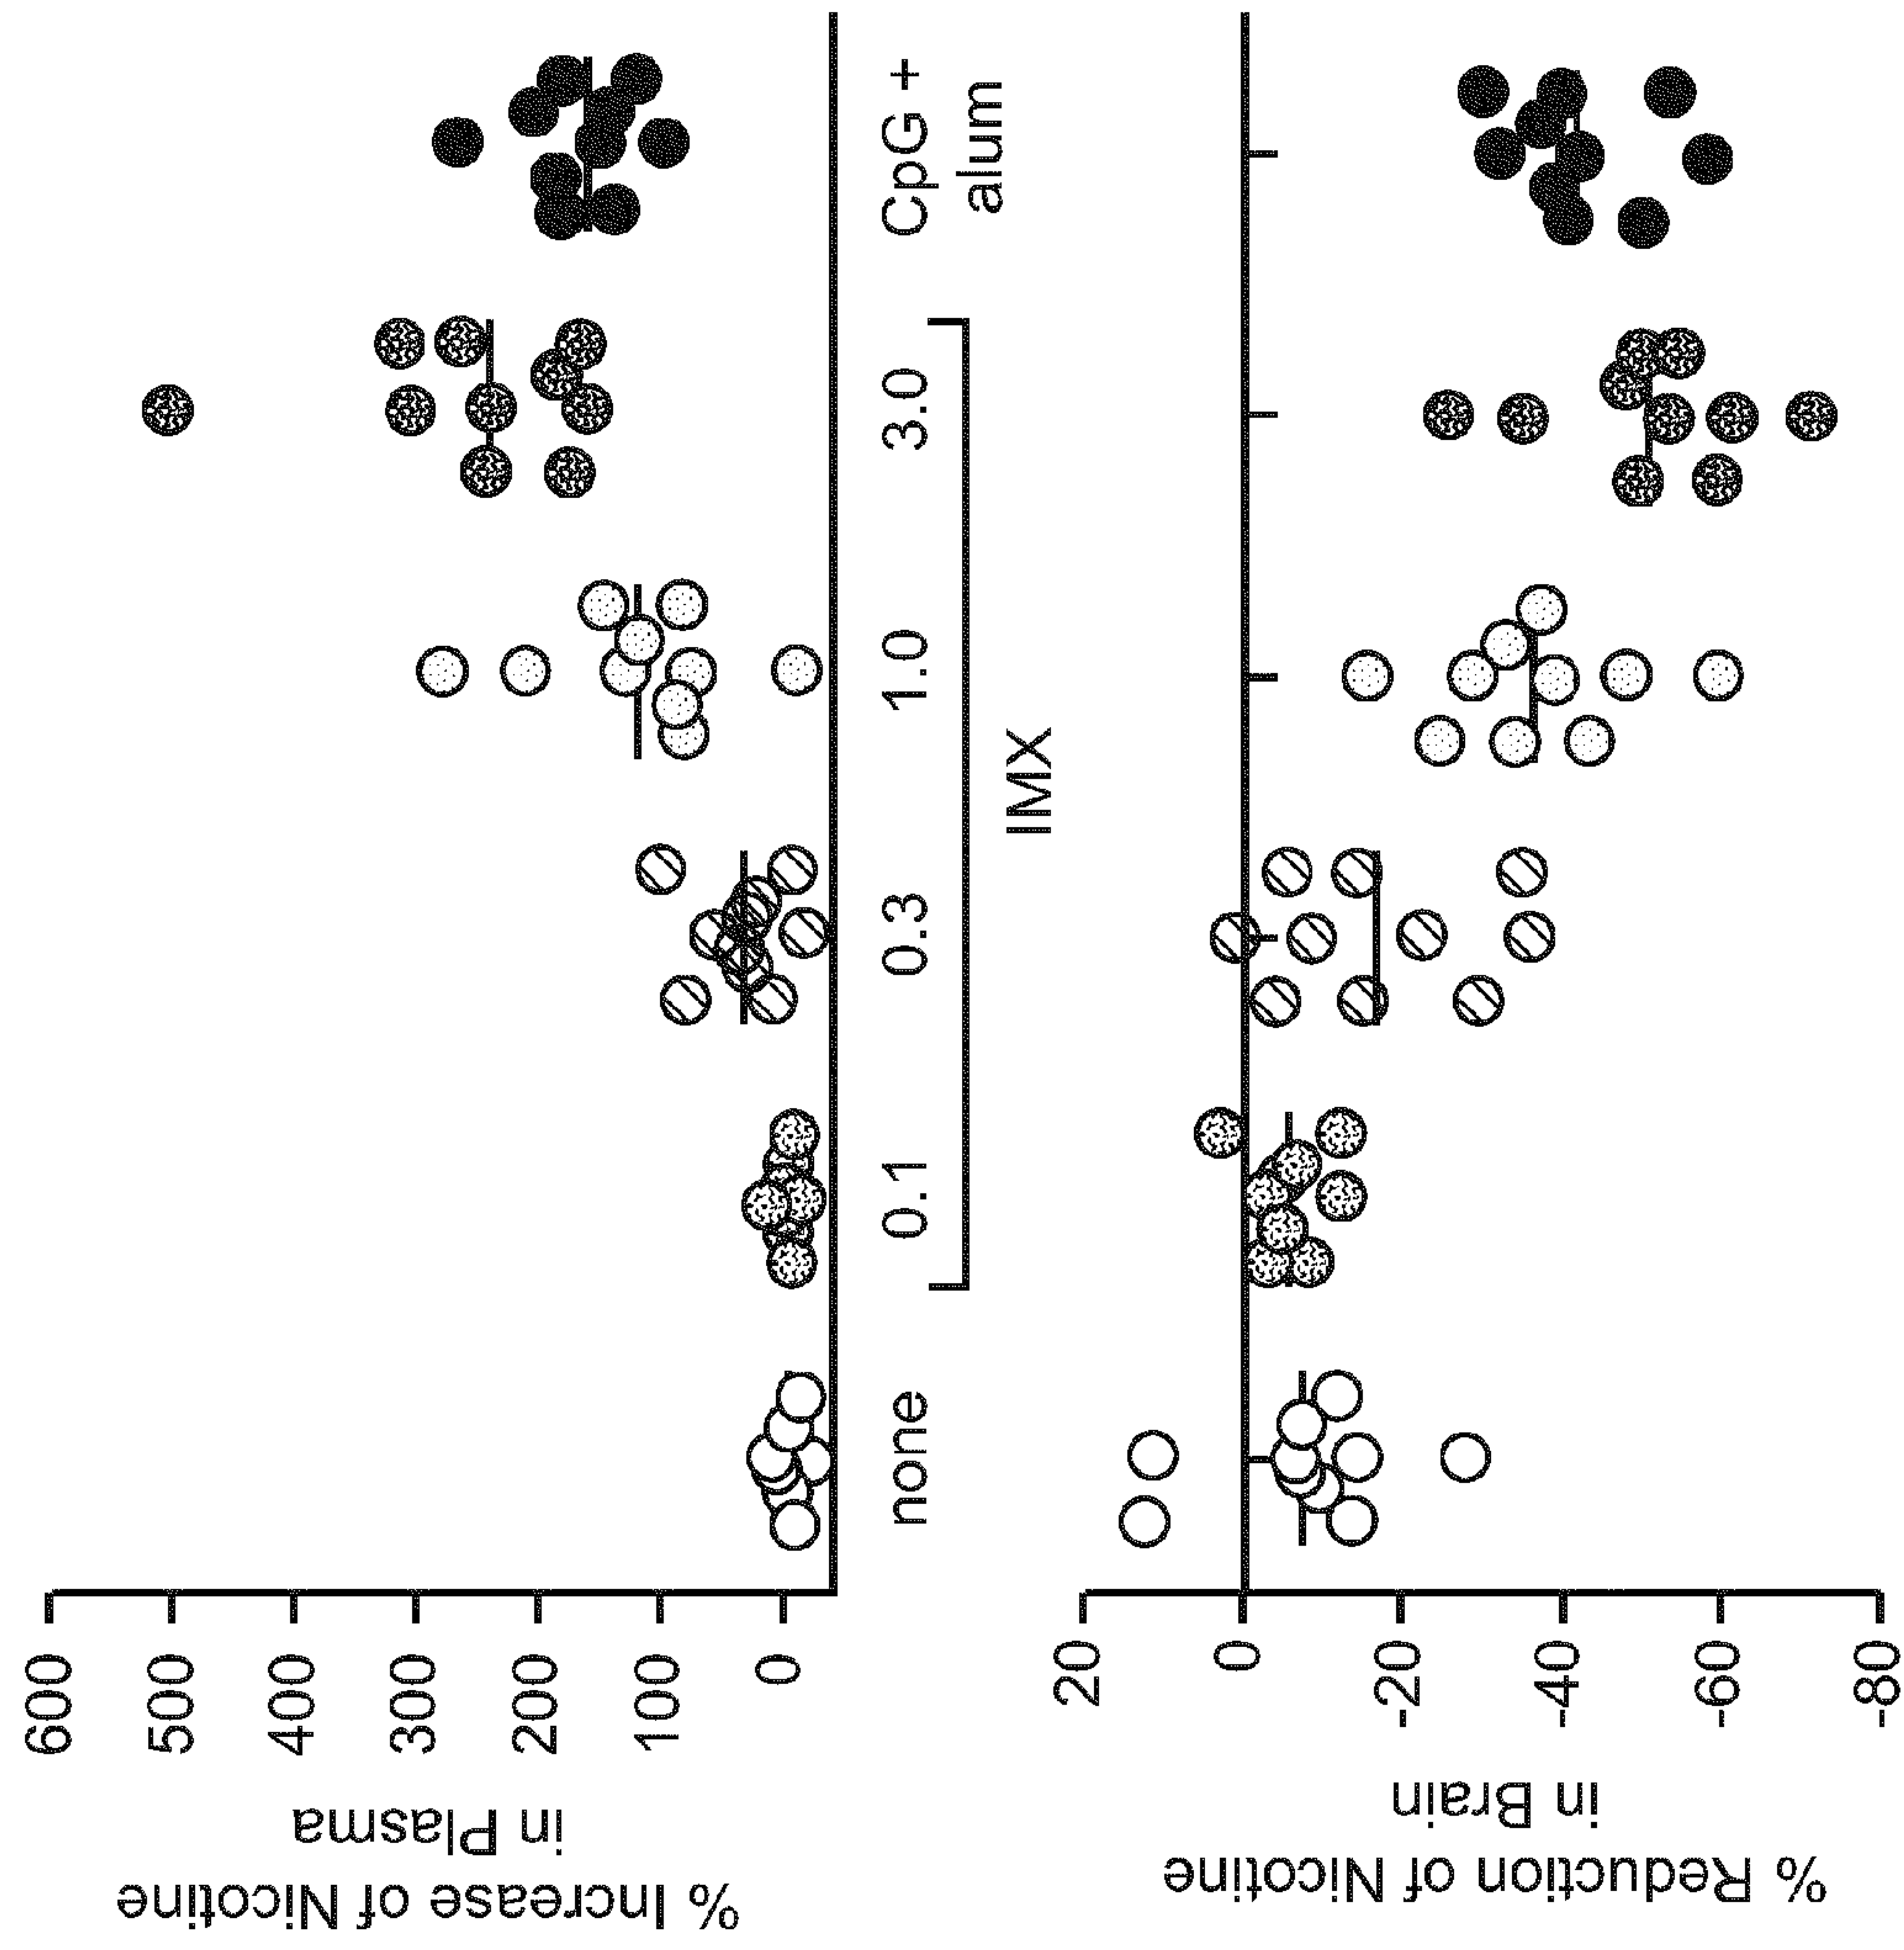 % Increase of Nicotine
in Plasma
600
500
400
300
200
100
0
none
0.1
0.3
1.0
3.0
CpG +
alum
IMX
% Reduction of Nicotine
in Brain
20
0
-20
-40
-60
-80